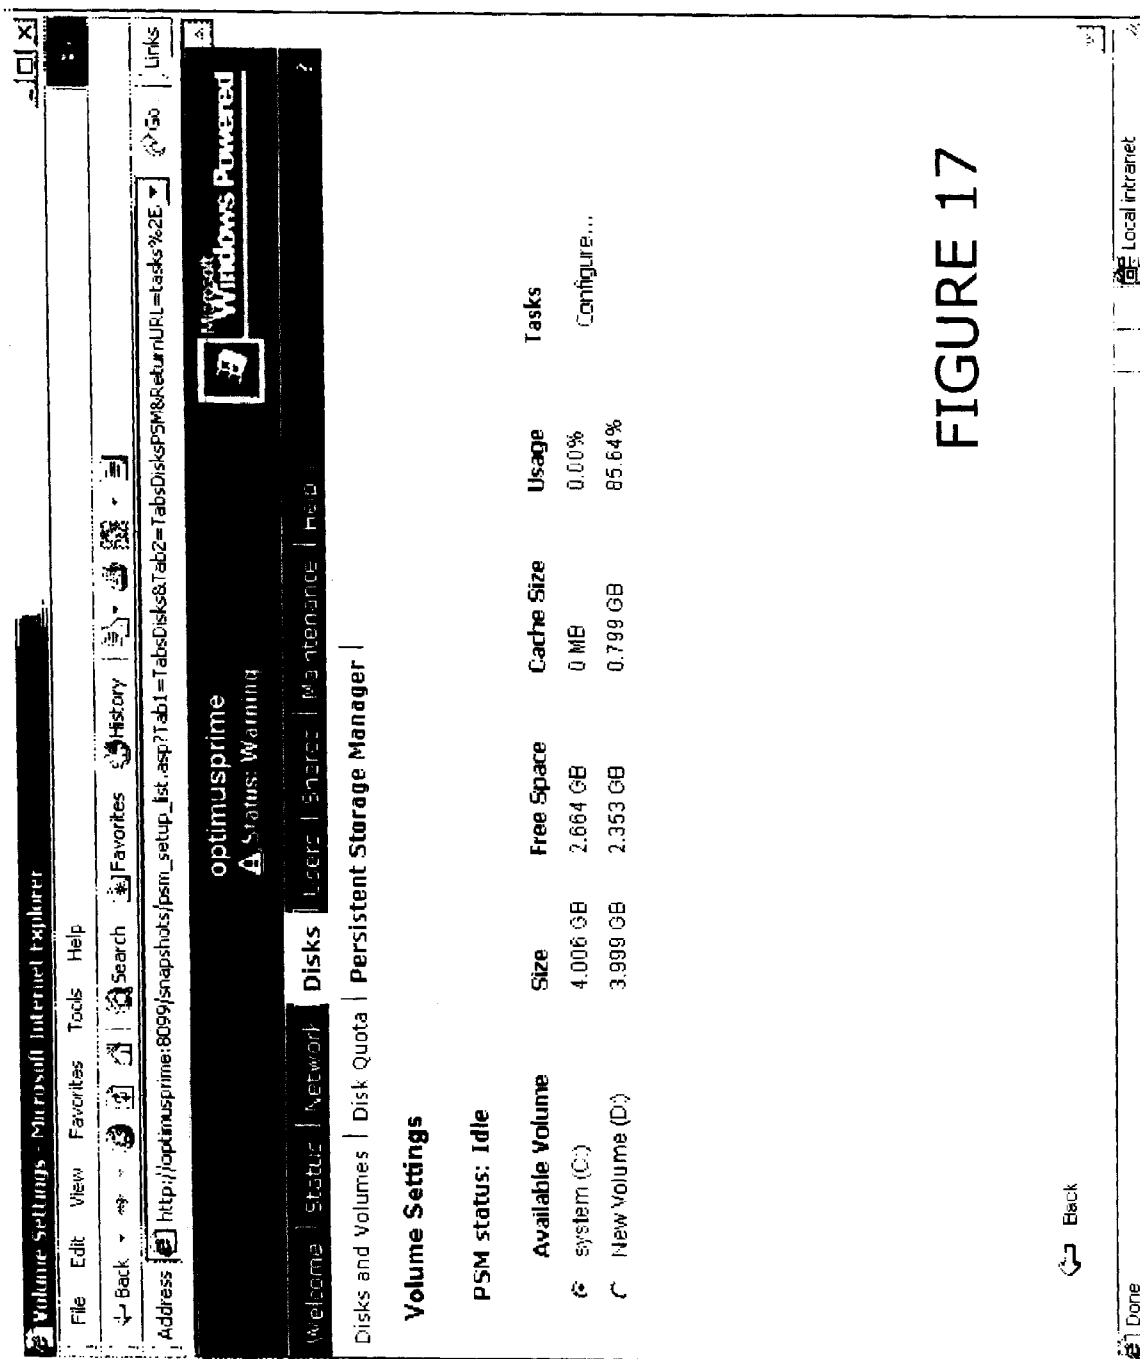 Volume Settings - Microsoft Internet Explorer
File Edit View Favorites Tools Help
Back Search Favorites History
Address http://optimusprime:8099/snapshots/psm_setup_list.asp?Tab1=TabsDisks&Tab2=TabsDisksPSM&ReturnURL=tasks%2E Go Links
optimusprime
Status: Warning
Microsoft
Windows Powered
Welcome | Status | Network | Disks | Users | Shares | Maintenance | Help ?
Disks and Volumes | Disk Quota | Persistent Storage Manager |
Volume Settings
PSM status: Idle
Available Volume Size Free Space Cache Size Usage Tasks
system (C:) 4.006 GB 2.664 GB 0 MB 0.00% Configure...
New Volume (D:) 3.999 GB 2.353 GB 0.799 GB 85.64%
FIGURE 17
Back
Done Local intranet